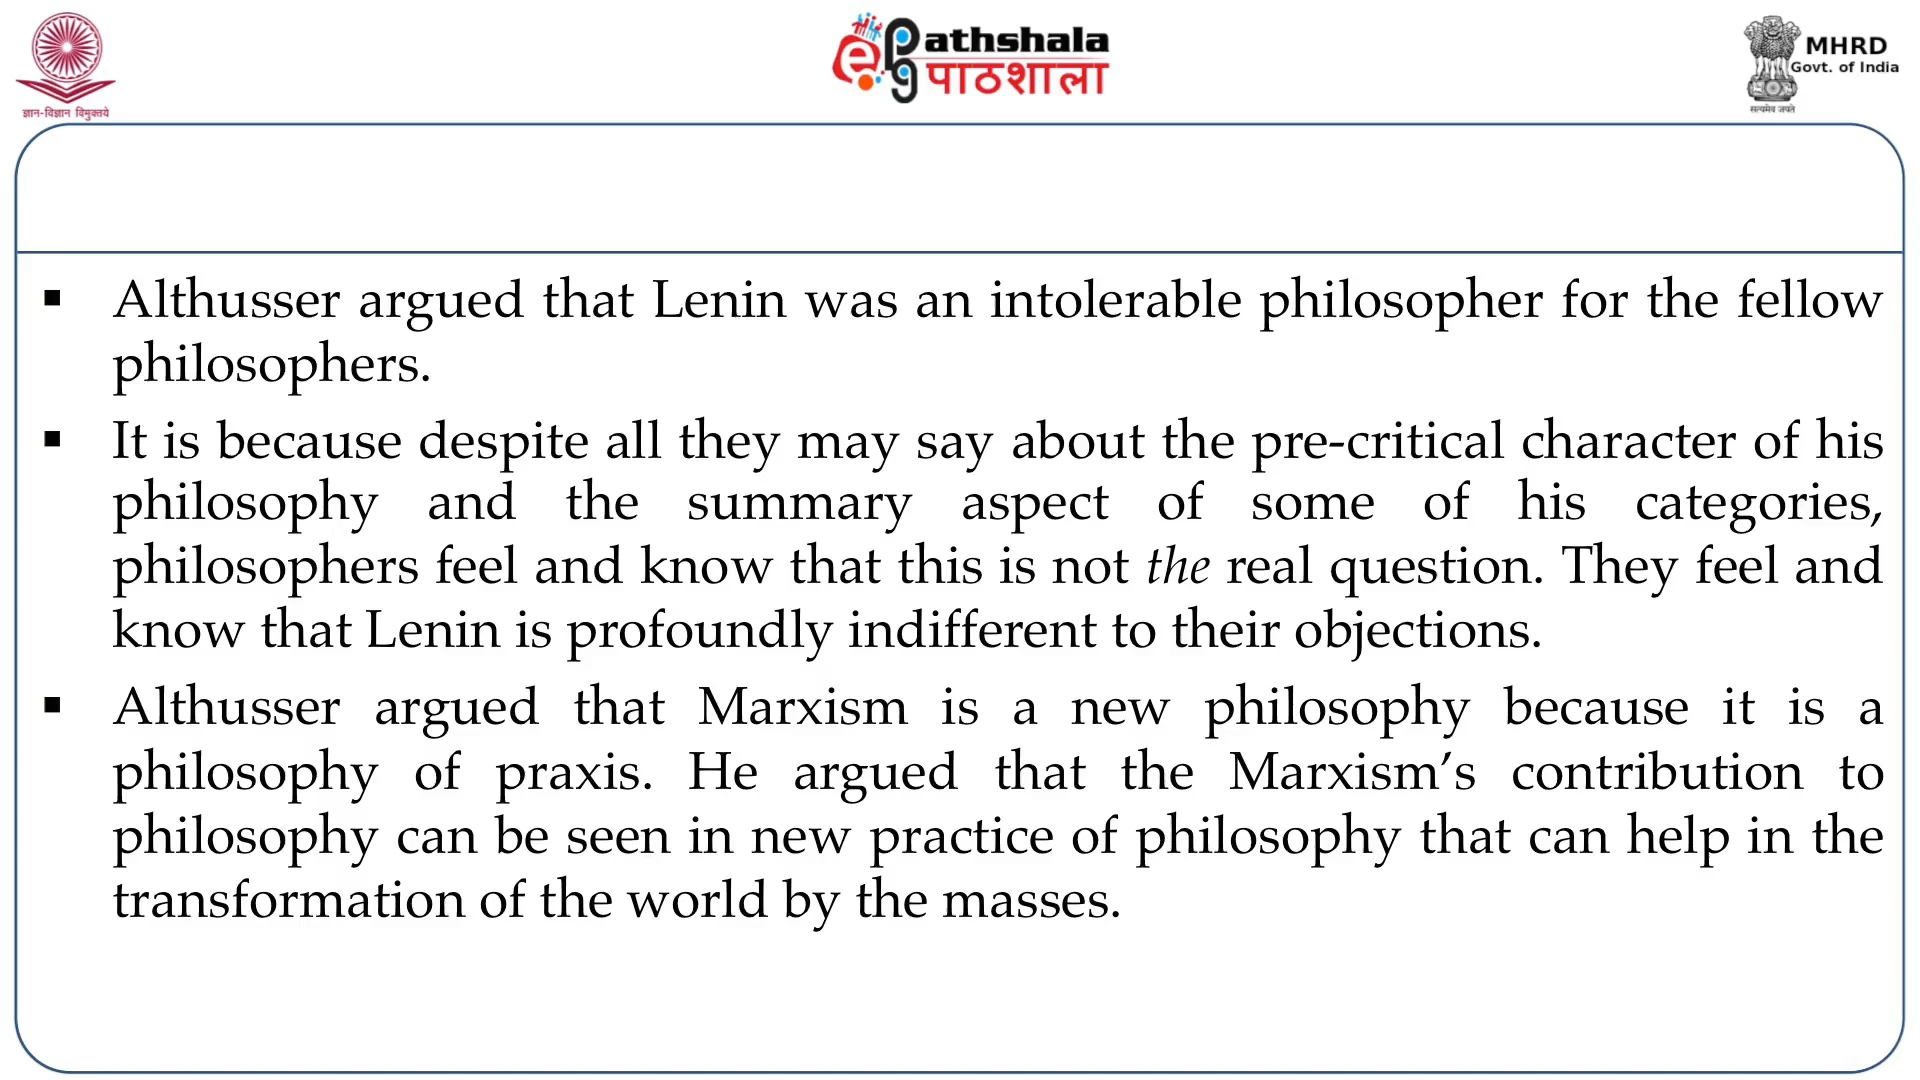 ज्ञान-विज्ञान विमुक्तये
e
pg
athshala
पाठशाला
MHRD
Govt. of India
सत्यमेव जयते
▪ Althusser argued that Lenin was an intolerable philosopher for the fellow
philosophers.
▪ It is because despite all they may say about the pre-critical character of his
philosophy and the summary aspect of some of his categories,
philosophers feel and know that this is not the real question. They feel and
know that Lenin is profoundly indifferent to their objections.
▪ Althusser argued that Marxism is a new philosophy because it is a
philosophy of praxis. He argued that the Marxism’s contribution to
philosophy can be seen in new practice of philosophy that can help in the
transformation of the world by the masses.